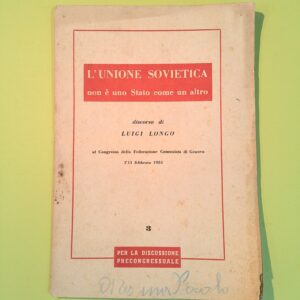 L'UNIONE SOVIETICA
non è uno Stato come un altro
discorso di
LUIGI LONGO
al Congresso della Federazione Comunista di Genova
l'11 febbraio 1956
3
PER LA DISCUSSIONE
PRECONGRESSUALE